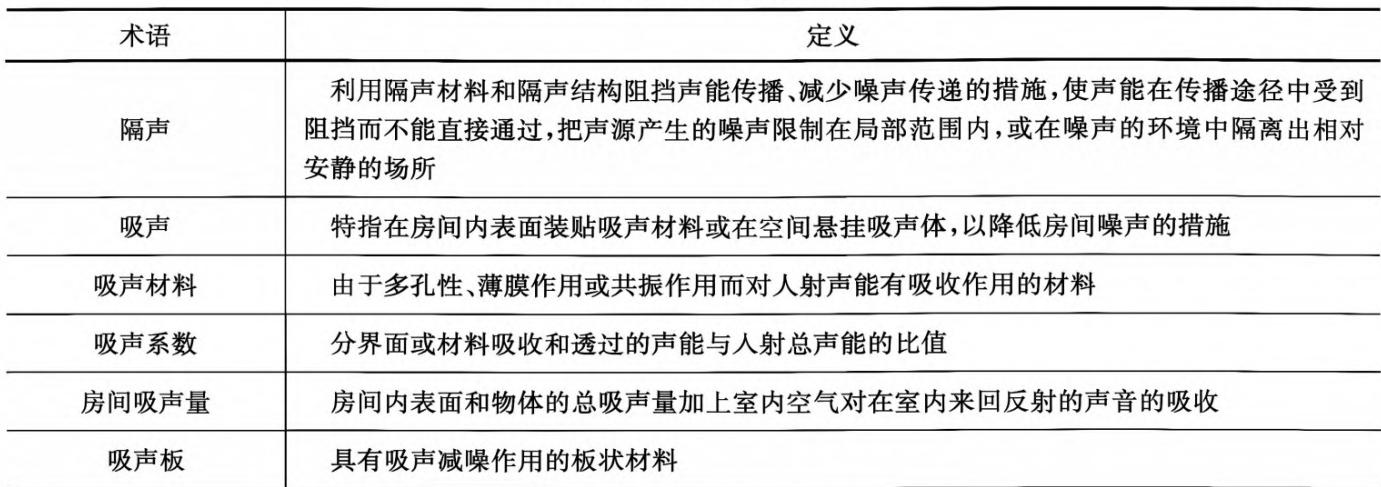 术语 定义
隔声 利用隔声材料和隔声结构阻挡声能传播、减少噪声传递的措施,使声能在传播途径中受到
阻挡而不能直接通过,把声源产生的噪声限制在局部范围内,或在噪声的环境中隔离出相对
安静的场所
吸声 特指在房间内表面装贴吸声材料或在空间悬挂吸声体,以降低房间噪声的措施
吸声材料 由于多孔性、薄膜作用或共振作用而对人射声能有吸收作用的材料
吸声系数 分界面或材料吸收和透过的声能与人射总声能的比值
房间吸声量 房间内表面和物体的总吸声量加上室内空气对在室内来回反射的声音的吸收
吸声板 具有吸声减噪作用的板状材料